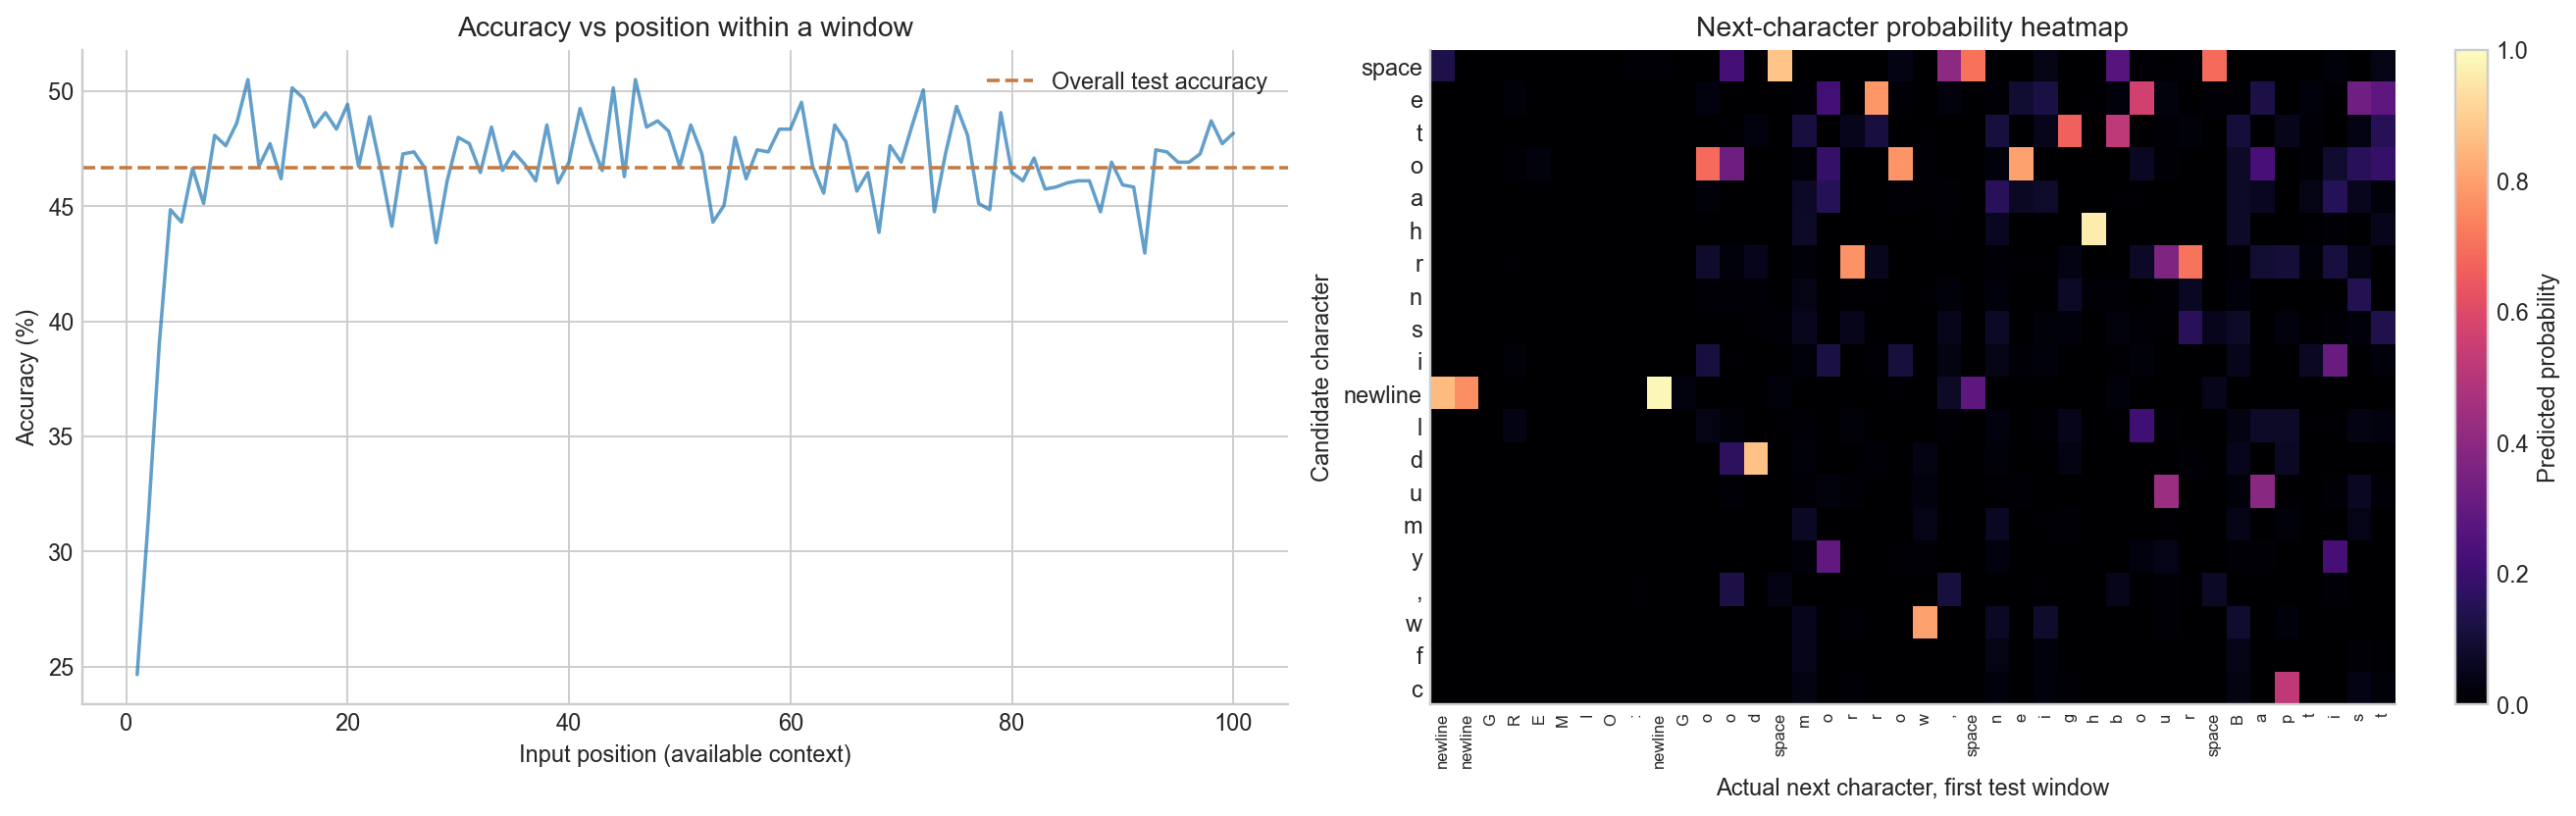 Accuracy vs position within a window
Overall test accuracy
50
45
40
35
30
25
Accuracy (%)
0 20 40 60 80 100
Input position (available context)
Next-character probability heatmap
Candidate character
space
e
t
o
a
h
r
n
s
i
newline
l
d
u
m
y
,
w
f
c
newline newline G R E M I O : newline G o o d space m o r r o w , space n e i g h b o u r space B a p t i s t
Actual next character, first test window
1.0
0.8
0.6
0.4
0.2
0.0
Predicted probability